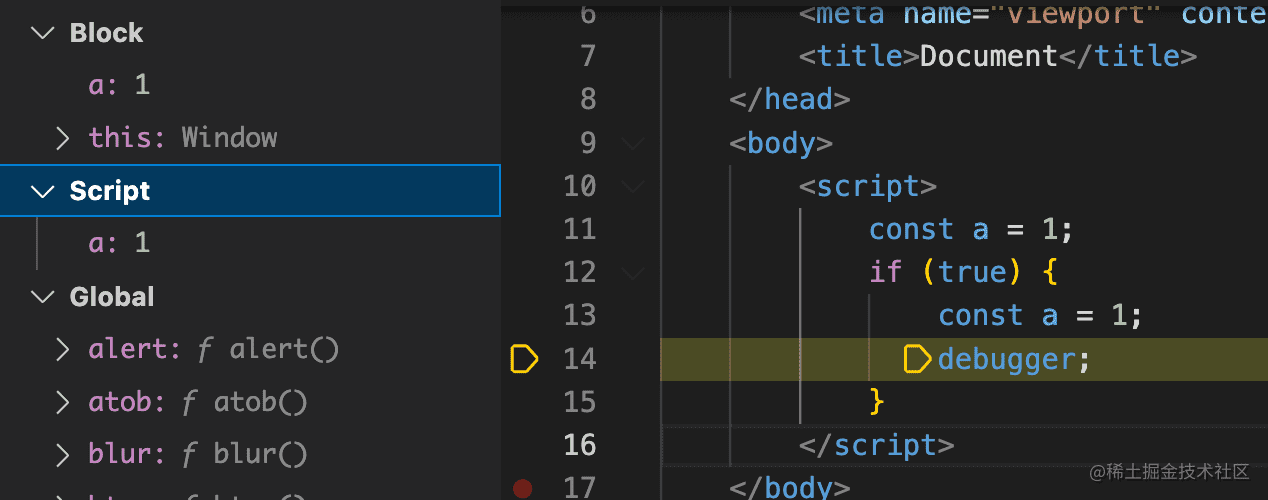 Block
a: 1
this: Window
Script
a: 1
Global
alert: ƒ alert()
atob: ƒ atob()
blur: ƒ blur()
6 <meta name="viewport" conte
7 <title>Document</title>
8 </head>
9 <body>
10 <script>
11 const a = 1;
12 if (true) {
13 const a = 1;
14 debugger;
15 }
16 </script>
17 </body>
@稀土掘金技术社区